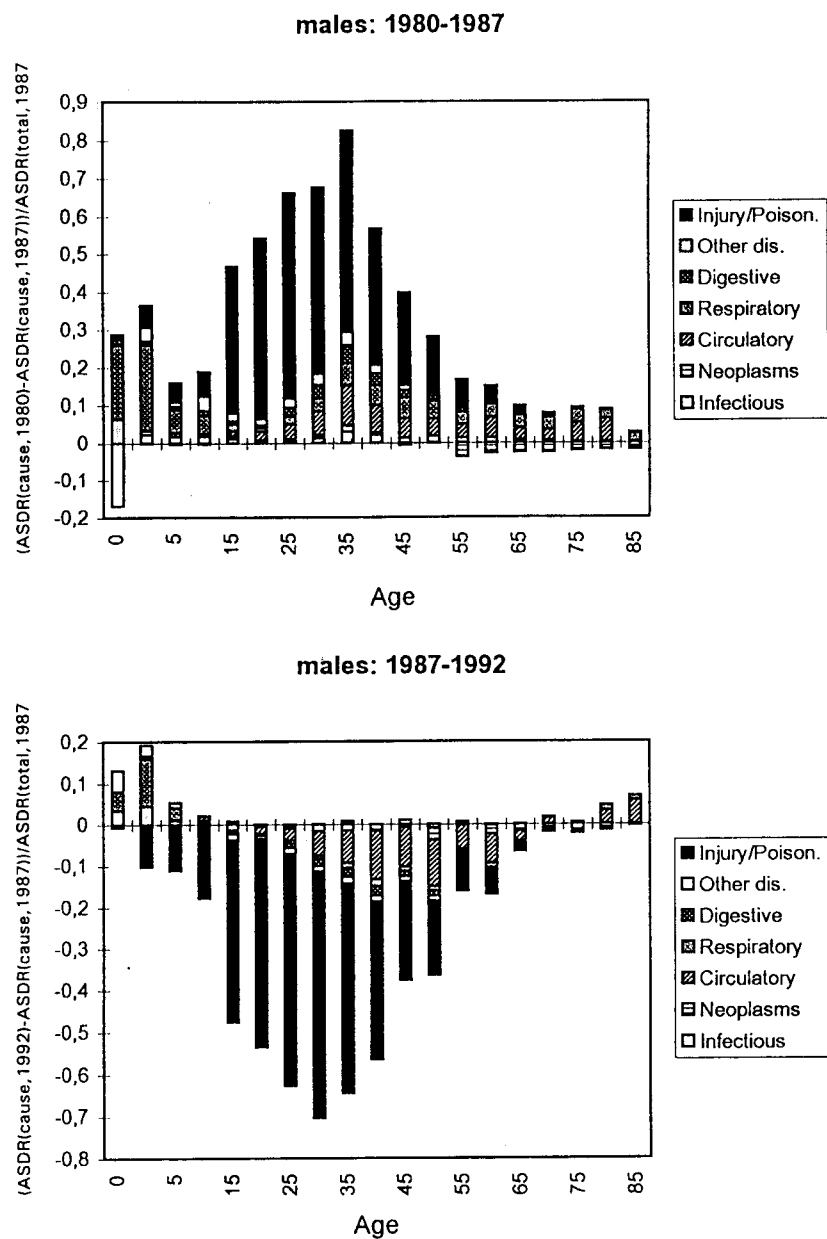 males: 1980-1987
(ASDR(cause,1980)-ASDR(cause,1987))/ASDR(total,1987
0,9
0,8
0,7
0,6
0,5
0,4
0,3
0,2
0,1
0
-0,1
-0,2
0
5
15
25
35
45
55
65
75
85
Age
Injury/Poison.
Other dis.
Digestive
Respiratory
Circulatory
Neoplasms
Infectious
males: 1987-1992
(ASDR(cause,1992)-ASDR(cause,1987))/ASDR(total,1987
0,2
0,1
0
-0,1
-0,2
-0,3
-0,4
-0,5
-0,6
-0,7
-0,8
0
5
15
25
35
45
55
65
75
85
Age
Injury/Poison.
Other dis.
Digestive
Respiratory
Circulatory
Neoplasms
Infectious